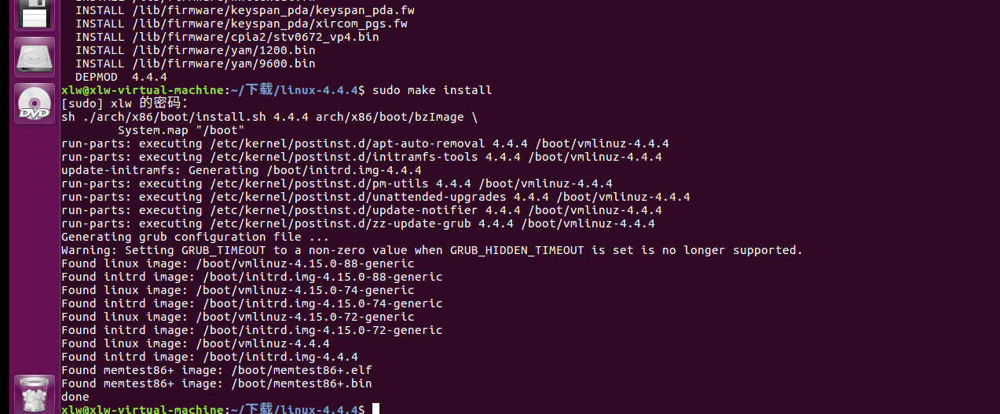 INSTALL /lib/firmware/keyspan_pda/keyspan_pda.fw
INSTALL /lib/firmware/keyspan_pda/xircom_pgs.fw
INSTALL /lib/firmware/cpia2/stv0672_vp4.bin
INSTALL /lib/firmware/yam/1200.bin
INSTALL /lib/firmware/yam/9600.bin
DEPMOD  4.4.4
xlw@xlw-virtual-machine:~/下载/linux-4.4.4$ sudo make install
[sudo] xlw 的密码：
sh ./arch/x86/boot/install.sh 4.4.4 arch/x86/boot/bzImage \
System.map "/boot"
run-parts: executing /etc/kernel/postinst.d/apt-auto-removal 4.4.4 /boot/vmlinuz-4.4.4
run-parts: executing /etc/kernel/postinst.d/initramfs-tools 4.4.4 /boot/vmlinuz-4.4.4
update-initramfs: Generating /boot/initrd.img-4.4.4
run-parts: executing /etc/kernel/postinst.d/pm-utils 4.4.4 /boot/vmlinuz-4.4.4
run-parts: executing /etc/kernel/postinst.d/unattended-upgrades 4.4.4 /boot/vmlinuz-4.4.4
run-parts: executing /etc/kernel/postinst.d/update-notifier 4.4.4 /boot/vmlinuz-4.4.4
run-parts: executing /etc/kernel/postinst.d/zz-update-grub 4.4.4 /boot/vmlinuz-4.4.4
Generating grub configuration file ...
Warning: Setting GRUB_TIMEOUT to a non-zero value when GRUB_HIDDEN_TIMEOUT is set is no longer supported.
Found linux image: /boot/vmlinuz-4.15.0-88-generic
Found initrd image: /boot/initrd.img-4.15.0-88-generic
Found linux image: /boot/vmlinuz-4.15.0-74-generic
Found initrd image: /boot/initrd.img-4.15.0-74-generic
Found linux image: /boot/vmlinuz-4.15.0-72-generic
Found initrd image: /boot/initrd.img-4.15.0-72-generic
Found linux image: /boot/vmlinuz-4.4.4
Found initrd image: /boot/initrd.img-4.4.4
Found memtest86+ image: /boot/memtest86+.elf
Found memtest86+ image: /boot/memtest86+.bin
done
xlw@xlw-virtual-machine:~/下载/linux-4.4.4$
DVD